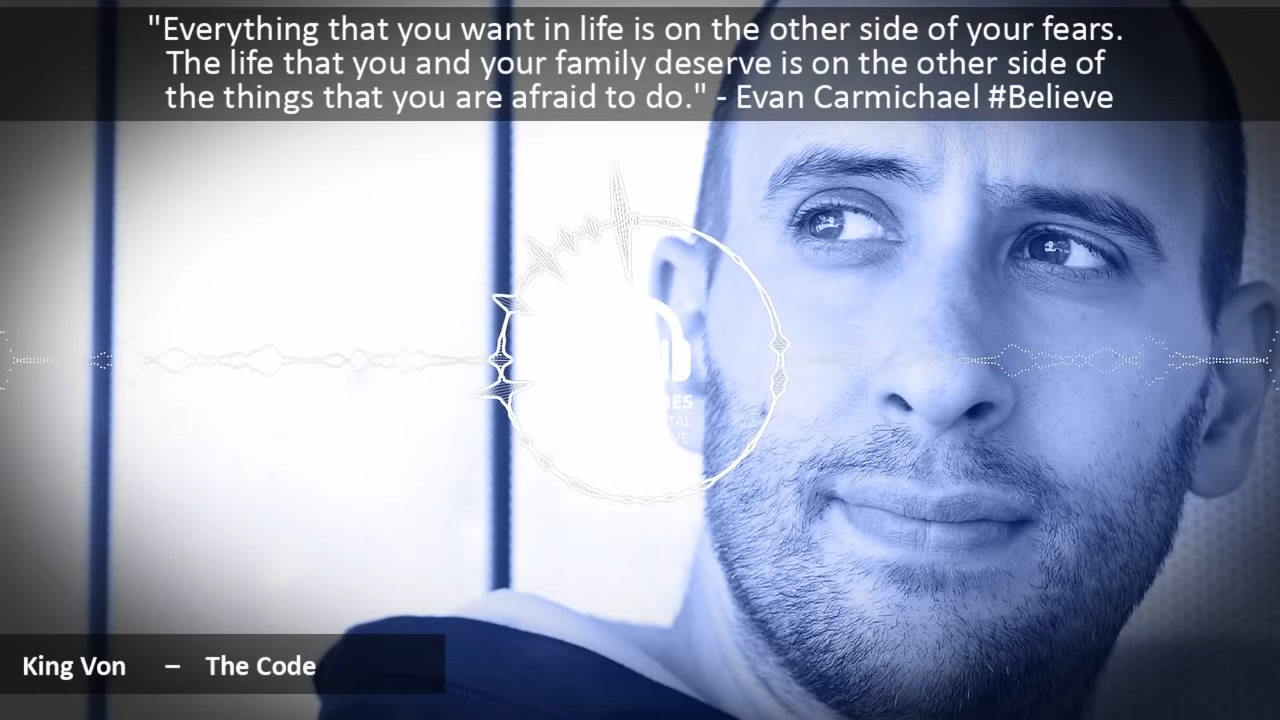 "Everything that you want in life is on the other side of your fears.
The life that you and your family deserve is on the other side of
the things that you are afraid to do." - Evan Carmichael #Believe
King Von – The Code